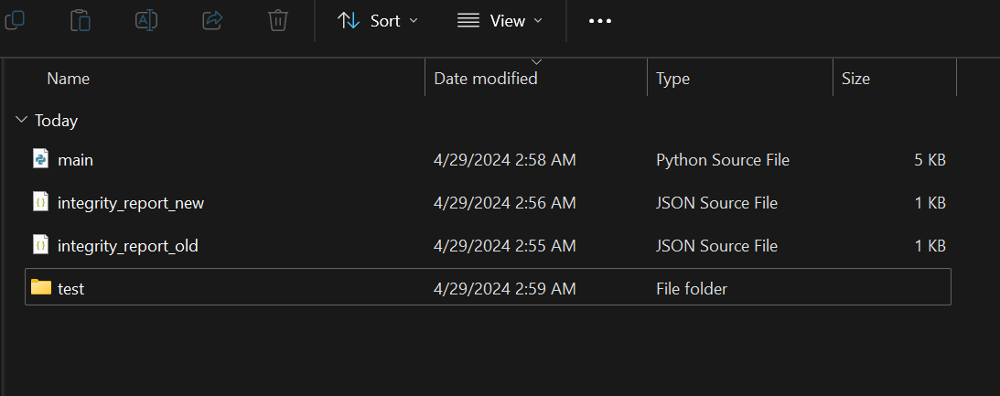 Sort View
Name Date modified Type Size
Today
main 4/29/2024 2:58 AM Python Source File 5 KB
integrity_report_new 4/29/2024 2:56 AM JSON Source File 1 KB
integrity_report_old 4/29/2024 2:55 AM JSON Source File 1 KB
test 4/29/2024 2:59 AM File folder